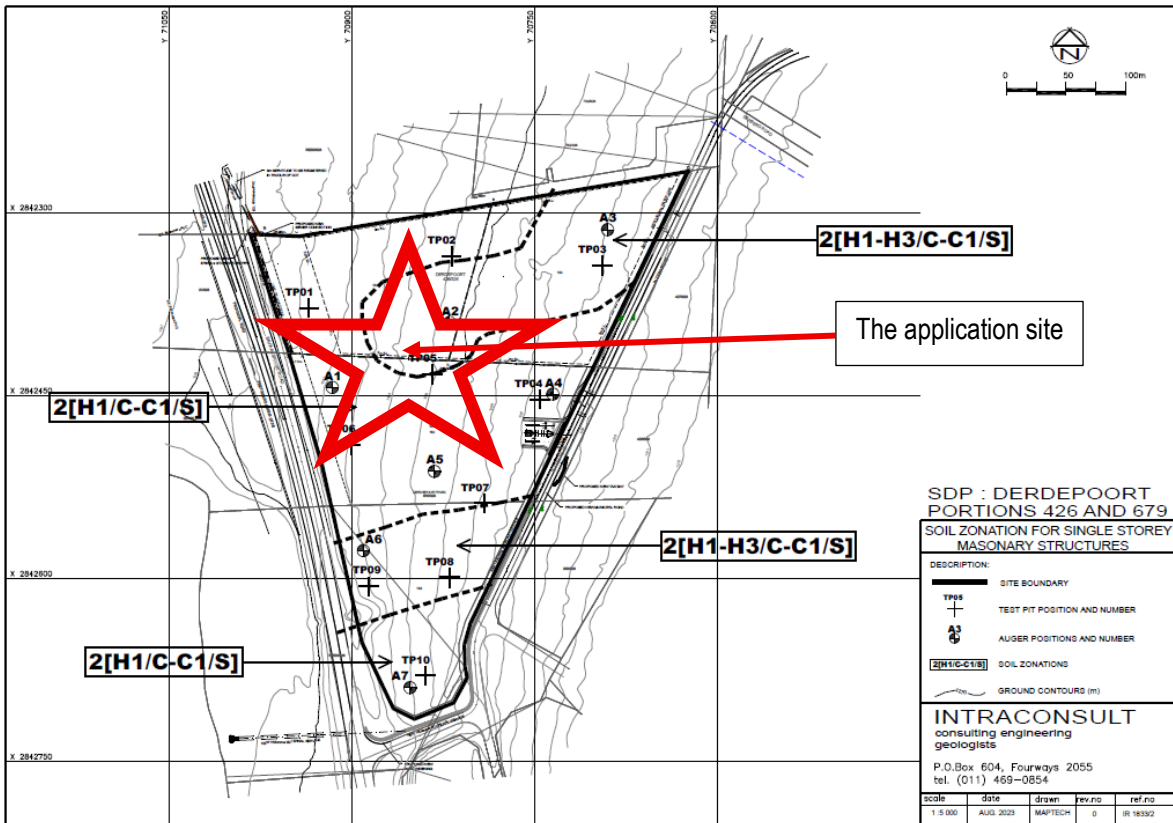 Y 71050
Y 70900
Y 70750
Y 70600
N
0 50 100m
X 2842300
A3
TP02
TP03
2[H1-H3/C-C1/S]
DERDEPOORT
TP01
A2
The application site
TP05
A1
TP04
A4
X 2842450
2[H1/C-C1/S]
TP06
A5
TP07
SDP : DERDEPOORT
PORTIONS 426 AND 679
SOIL ZONATION FOR SINGLE STOREY
MASONARY STRUCTURES
A6
2[H1-H3/C-C1/S]
TP08
TP09
X 2842600
DESCRIPTION:
SITE BOUNDARY
TP05
TEST PIT POSITION AND NUMBER
A3
AUGER POSITIONS AND NUMBER
2[H1/C-C1/S]
SOIL ZONATIONS
GROUND CONTOURS (m)
2[H1/C-C1/S]
TP10
A7
INTRACONSULT
consulting engineering
geologists
P.O.Box 604, Fourways 2055
tel. (011) 469-0854
X 2842750
scale date drawn rev.no ref.no
1:5 000 AUG. 2023 MAPTECH 0 IR 1833/2